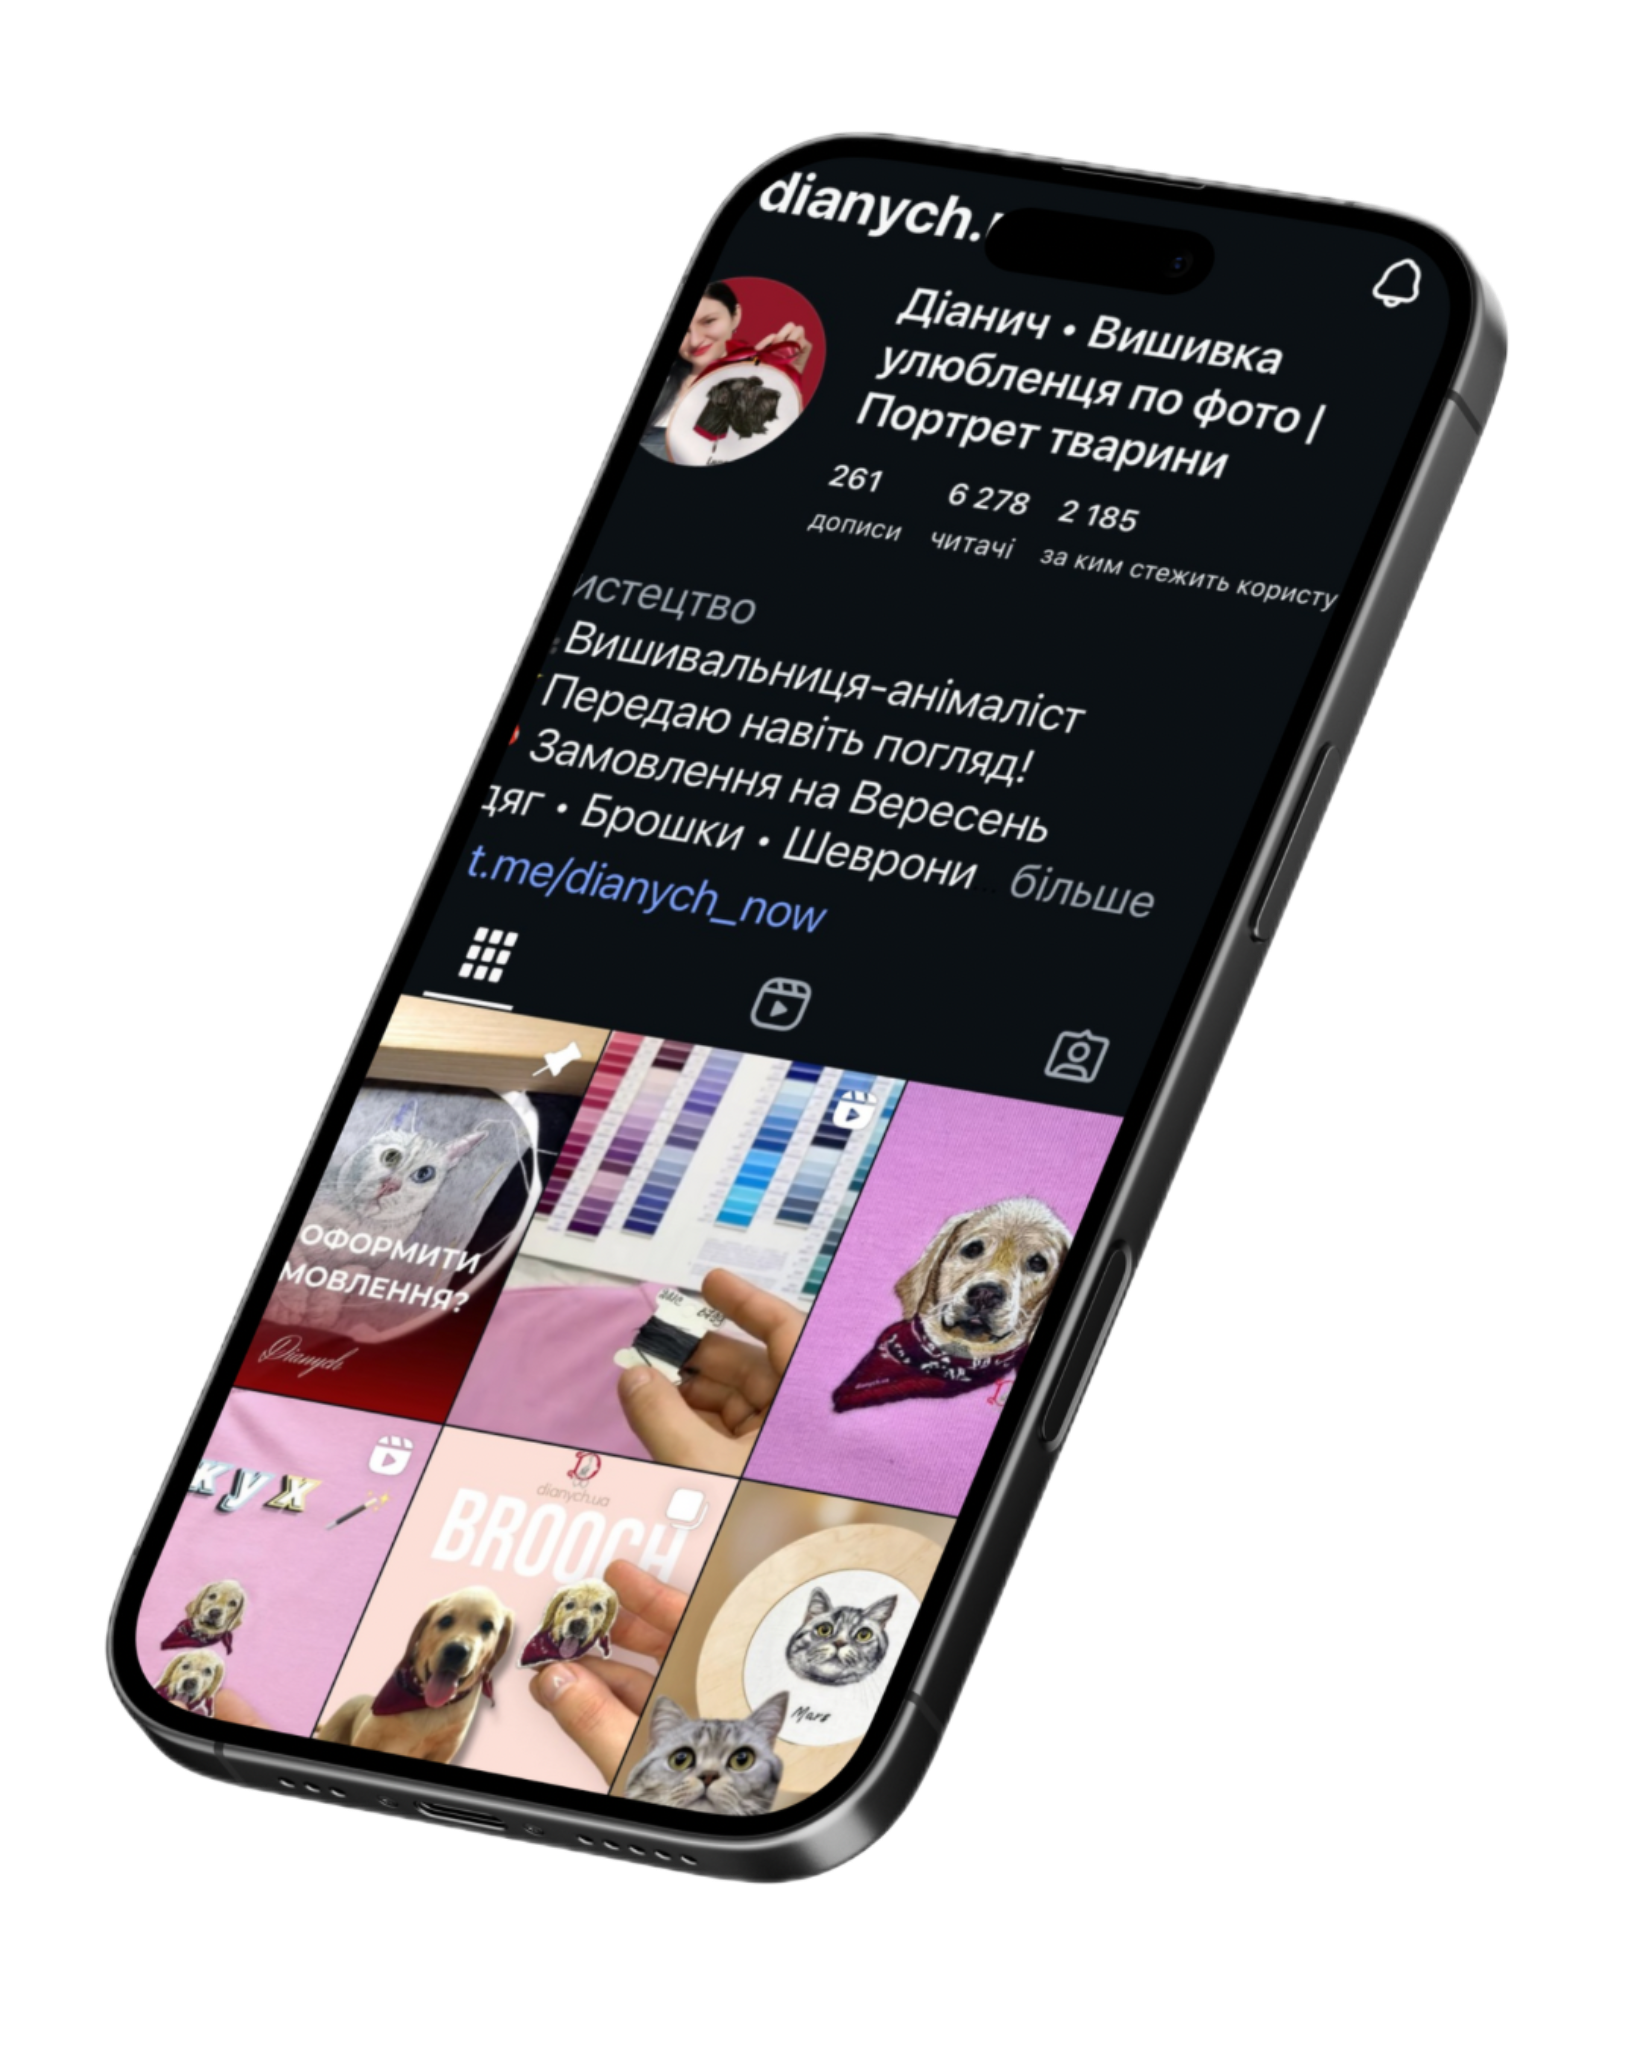 dianych.
Діанич • Вишивка
улюбленця по фото |
Портрет тварини
261 6 278 2 185
дописи читачі за ким стежить користу
истецтво
Вишивальниця-анімаліст
Передаю навіть погляд!
Замовлення на Вересень
дяг • Брошки • Шеврони .. більше
t.me/dianych_now
ОФОРМИТИ
МОВЛЕННЯ?
Dianych
кух
dianych.ua
BROOCH
Mars